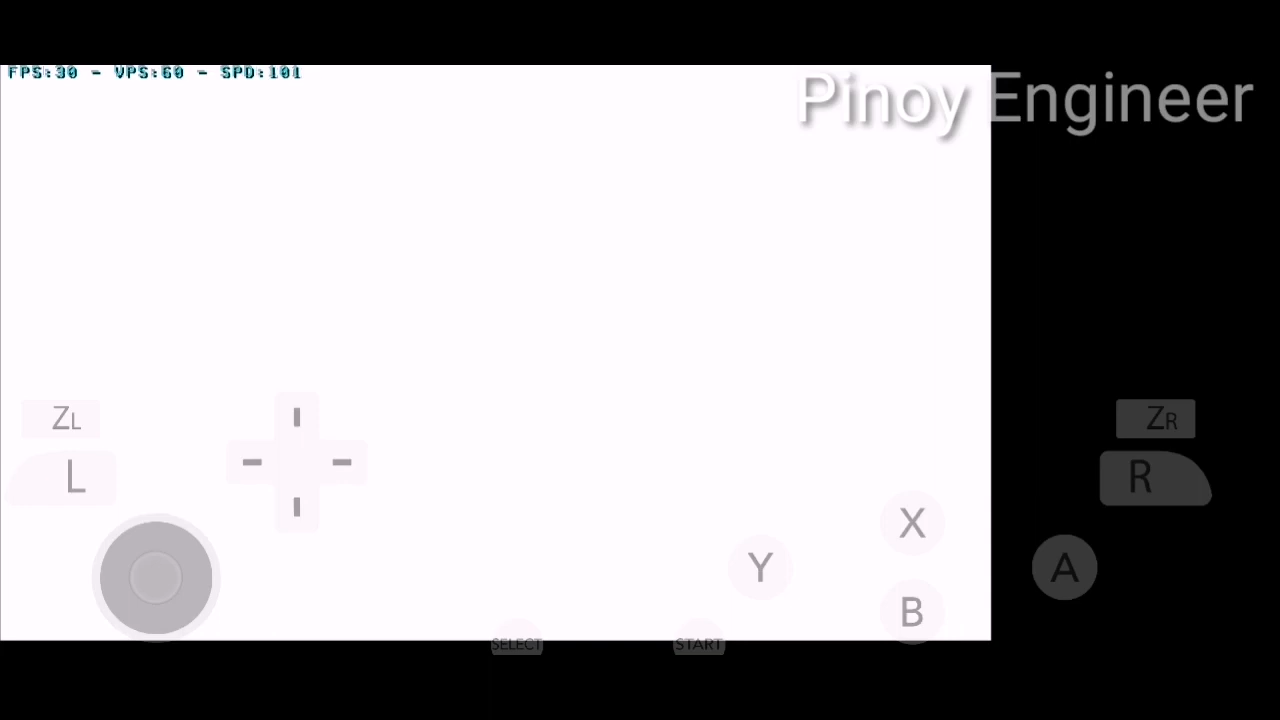 FPS:30 - VPS:60 - SPD:101
Pinoy Engineer
ZL
ZR
L
R
X
Y
A
B
SELECT
START